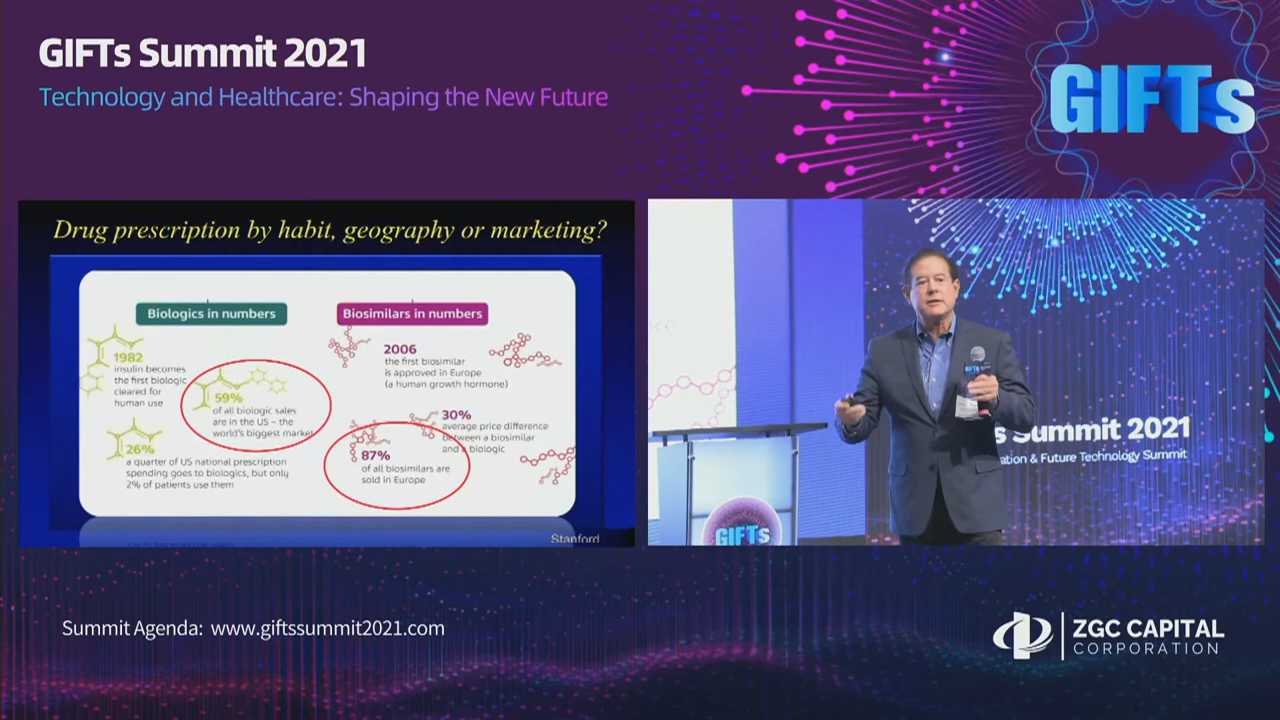 GIFTs Summit 2021
Technology and Healthcare: Shaping the New Future
GIFTs
Drug prescription by habit, geography or marketing?
Biologics in numbers
1982
insulin becomes
the first biologic
cleared for
human use
59%
of all biologic sales
are in the US – the
world's biggest market
26%
a quarter of US national prescription
spending goes to biologics, but only
2% of patients use them
Biosimilars in numbers
2006
the first biosimilar
is approved in Europe
(a human growth hormone)
30%
average price difference
between a biosimilar
and a biologic
87%
of all biosimilars are
sold in Europe
Stanford
GIFTs
s Summit 2021
ation & Future Technology Summit
GIFTs
Summit Agenda: www.giftssummit2021.com
ZGC CAPITAL
CORPORATION